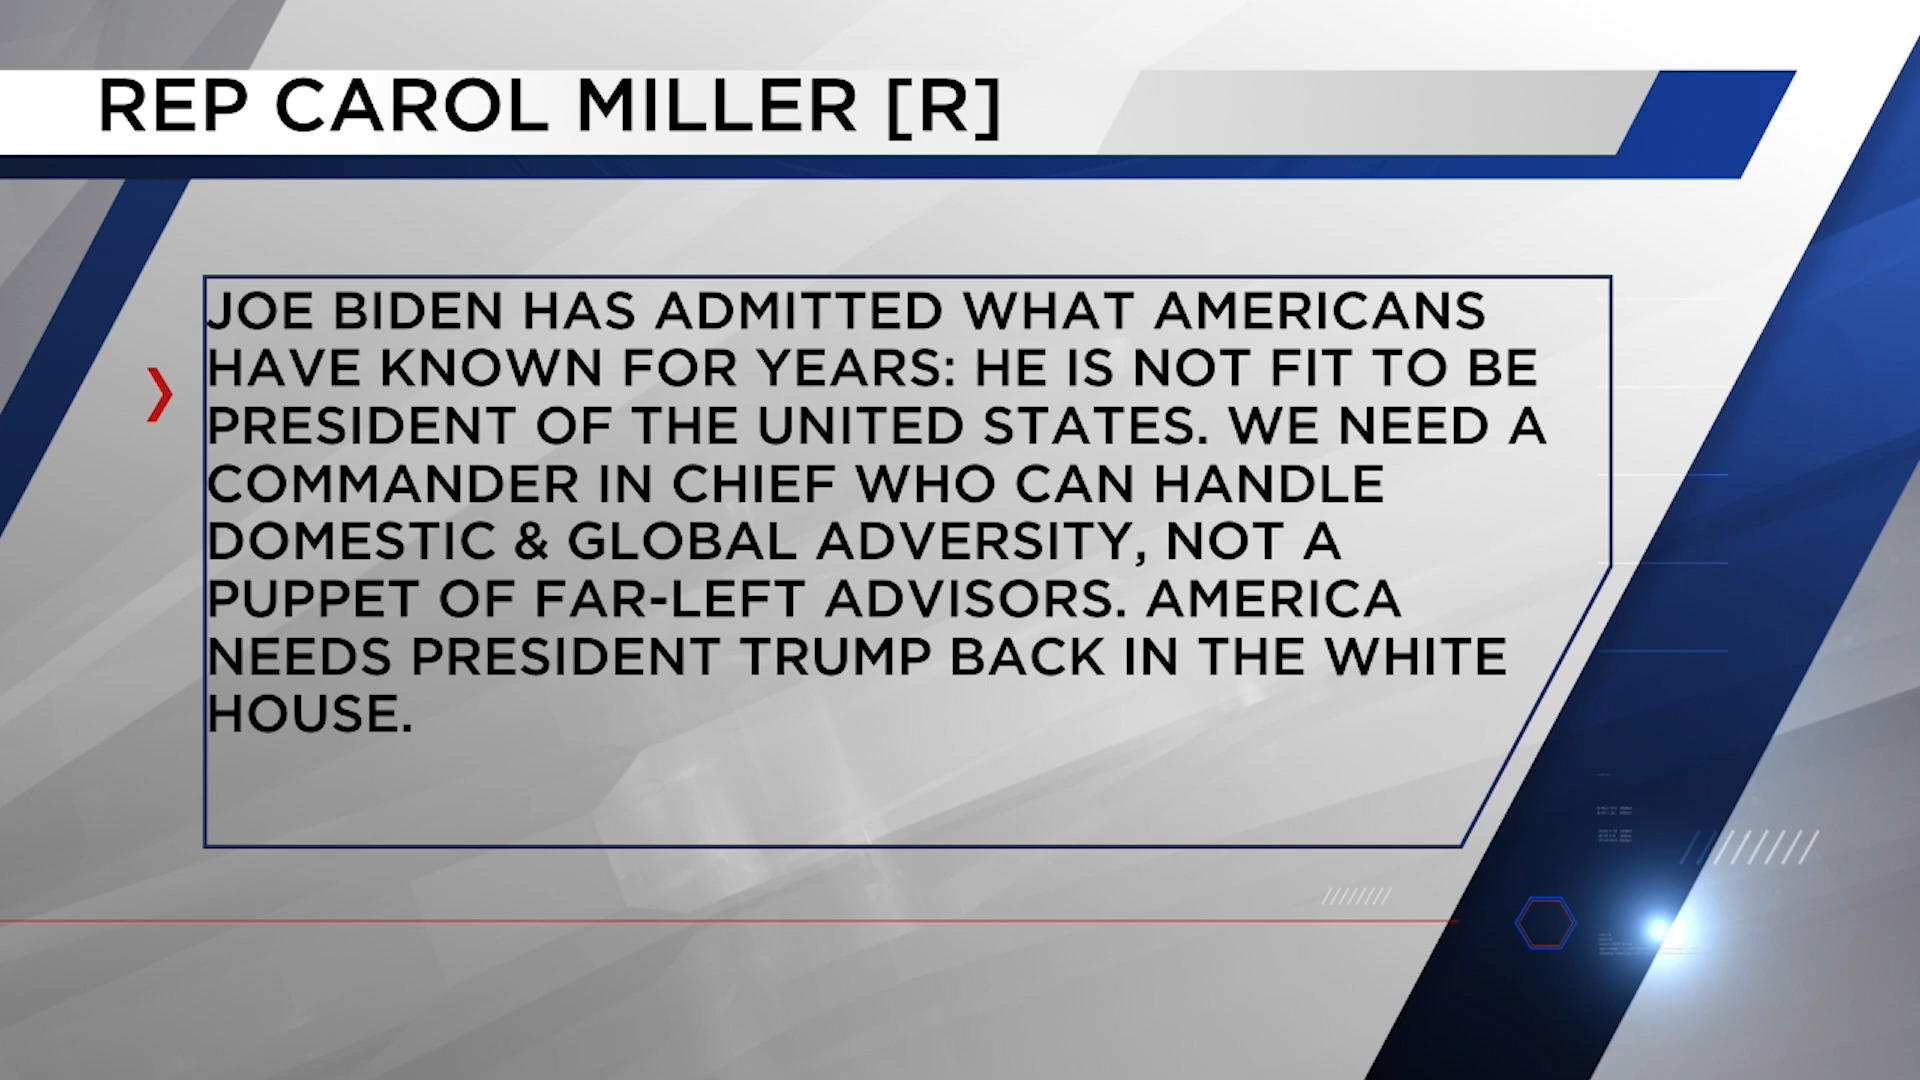 REP CAROL MILLER [R]
JOE BIDEN HAS ADMITTED WHAT AMERICANS
HAVE KNOWN FOR YEARS: HE IS NOT FIT TO BE
PRESIDENT OF THE UNITED STATES. WE NEED A
COMMANDER IN CHIEF WHO CAN HANDLE
DOMESTIC & GLOBAL ADVERSITY, NOT A
PUPPET OF FAR-LEFT ADVISORS. AMERICA
NEEDS PRESIDENT TRUMP BACK IN THE WHITE
HOUSE.